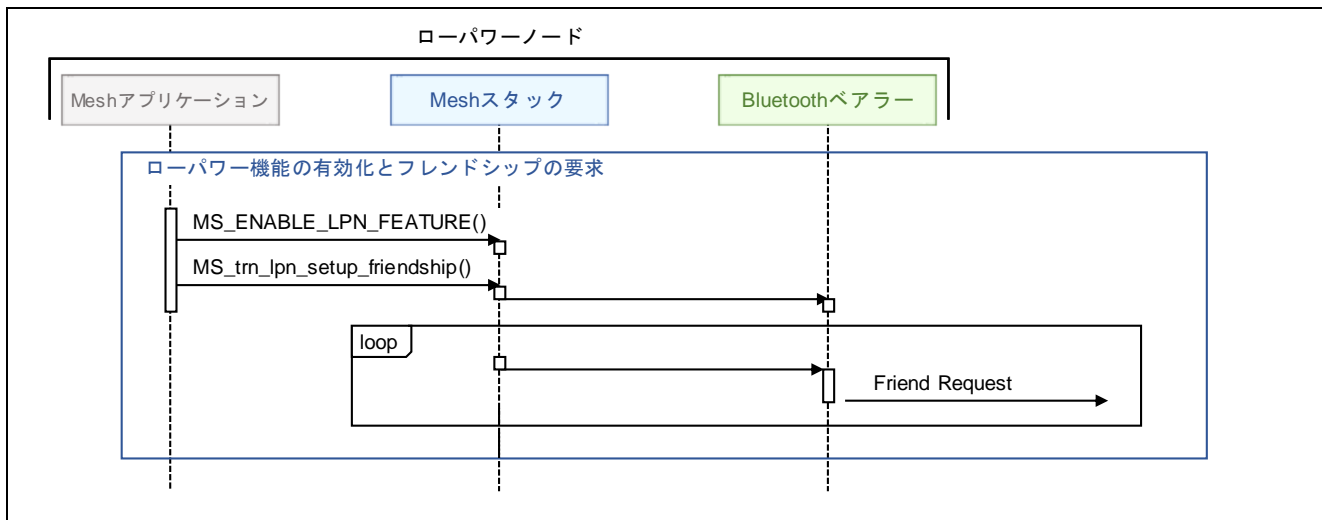 ローパワーノード
Meshアプリケーション
Meshスタック
Bluetoothベアラー
ローパワー機能の有効化とフレンドシップの要求
MS_ENABLE_LPN_FEATURE()
MS_trn_lpn_setup_friendship()
loop
Friend Request